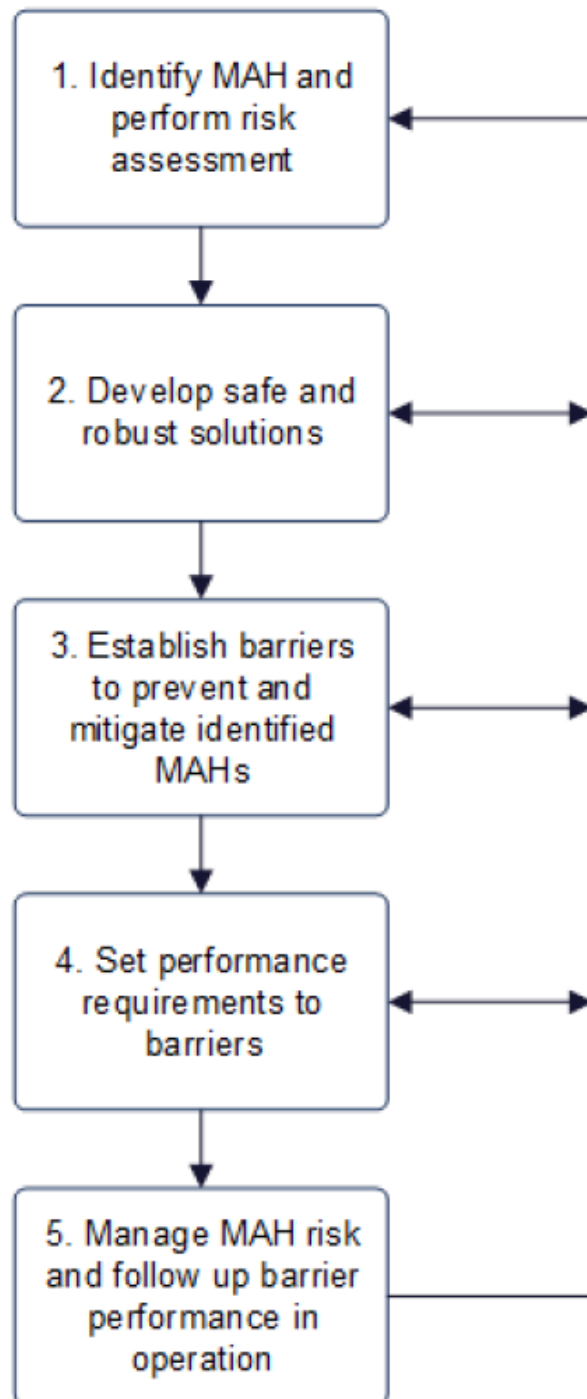 1. Identify MAH and
perform risk
assessment
2. Develop safe and
robust solutions
3. Establish barriers
to prevent and
mitigate identified
MAHs
4. Set performance
requirements to
barriers
5. Manage MAH risk
and follow up barrier
performance in
operation